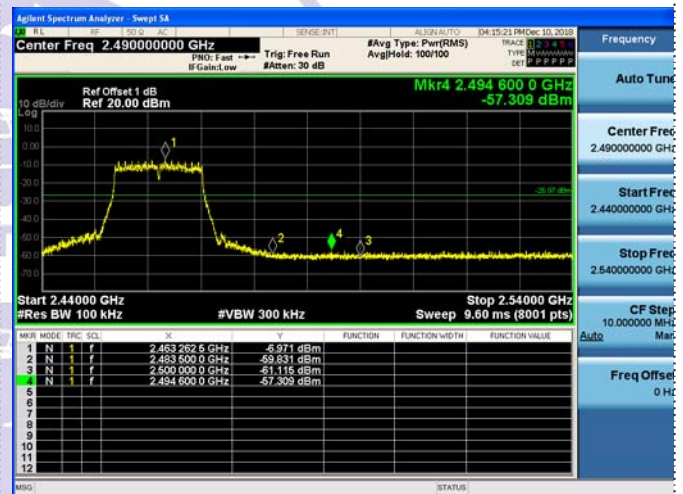 Agilent Spectrum Analyzer - Swept SA
RL RF 50 Ω AC SENSE:INT ALIGNAUTO 04:15:21 PM Dec 10, 2018
Center Freq 2.490000000 GHz
#Avg Type: Pwr(RMS)
TRACE 1 2 3 4 5 6
PNO: Fast
Trig: Free Run
Avg|Hold: 100/100
TYPE M
IFGain:Low
#Atten: 30 dB
DET P P P P P P
Mkr4 2.494 600 0 GHz
-57.309 dBm
Ref Offset 1 dB
10 dB/div Ref 20.00 dBm
Log
10.0
0.00
-10.0
-20.0
-30.0
-40.0
-50.0
-60.0
-70.0
1
2
4
3
-26.97 dBm
Start 2.44000 GHz Stop 2.54000 GHz
#Res BW 100 kHz #VBW 300 kHz Sweep 9.60 ms (8001 pts)
MKR MODE TRC SCL X Y FUNCTION FUNCTION WIDTH FUNCTION VALUE
1 N 1 f 2.463 262 5 GHz -6.971 dBm
2 N 1 f 2.483 500 0 GHz -59.831 dBm
3 N 1 f 2.500 000 0 GHz -61.115 dBm
4 N 1 f 2.494 600 0 GHz -57.309 dBm
5
6
7
8
9
10
11
12
MSG STATUS
Frequency
Auto Tune
Center Freq
2.490000000 GHz
Start Freq
2.440000000 GHz
Stop Freq
2.540000000 GHz
CF Step
10.000000 MHz
Auto Man
Freq Offset
0 Hz